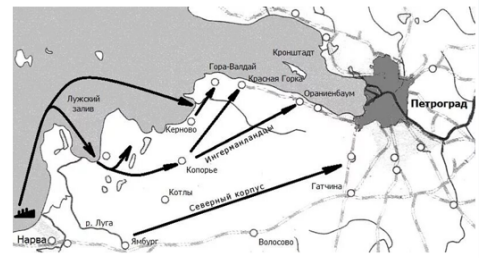 Кронштадт
Гора-Валдай
Красная Горка
Лужский
залив
Ораниенбаум
Петроград
Керново
Ингерманландцы
Копорье
Гатчина
Котлы
Северный корпус
р. Луга
Нарва
Ямбург
Волосово